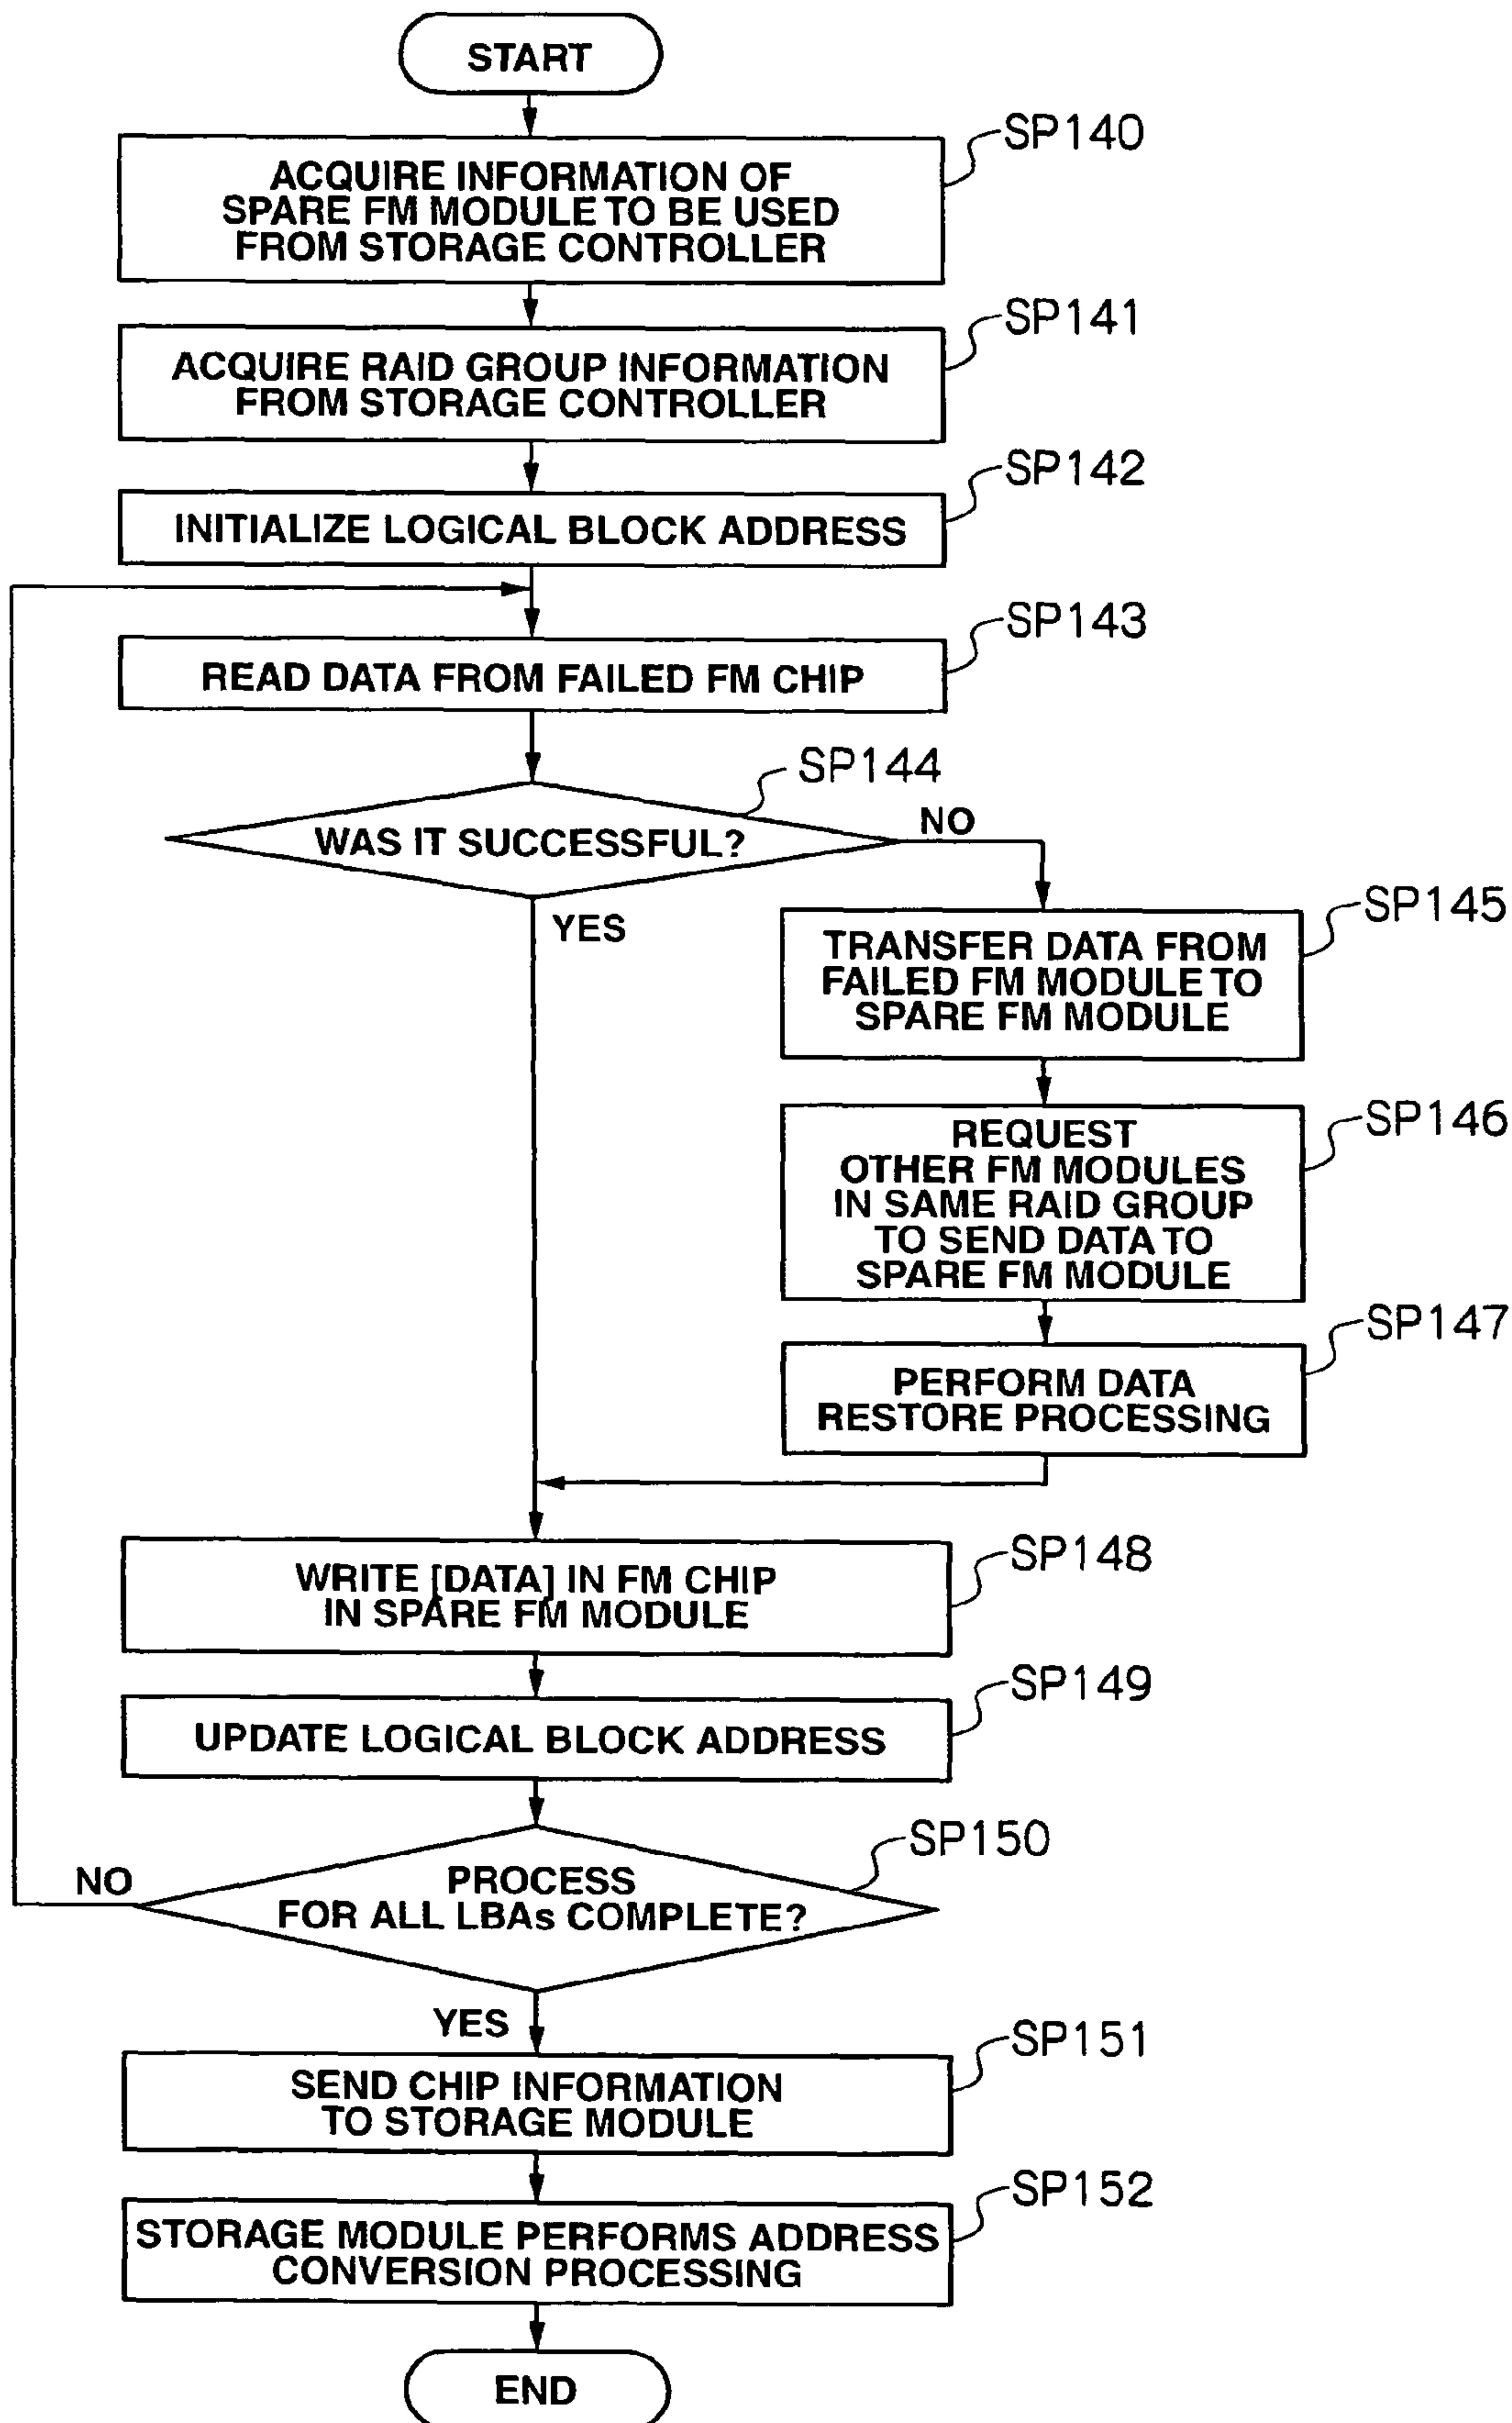 START
SP140
ACQUIRE INFORMATION OF
SPARE FM MODULE TO BE USED
FROM STORAGE CONTROLLER
SP141
ACQUIRE RAID GROUP INFORMATION
FROM STORAGE CONTROLLER
SP142
INITIALIZE LOGICAL BLOCK ADDRESS
SP143
READ DATA FROM FAILED FM CHIP
SP144
WAS IT SUCCESSFUL?
NO
YES
SP145
TRANSFER DATA FROM
FAILED FM MODULE TO
SPARE FM MODULE
SP146
REQUEST
OTHER FM MODULES
IN SAME RAID GROUP
TO SEND DATA TO
SPARE FM MODULE
SP147
PERFORM DATA
RESTORE PROCESSING
SP148
WRITE [DATA] IN FM CHIP
IN SPARE FM MODULE
SP149
UPDATE LOGICAL BLOCK ADDRESS
SP150
NO
PROCESS
FOR ALL LBAs COMPLETE?
YES
SP151
SEND CHIP INFORMATION
TO STORAGE MODULE
SP152
STORAGE MODULE PERFORMS ADDRESS
CONVERSION PROCESSING
END